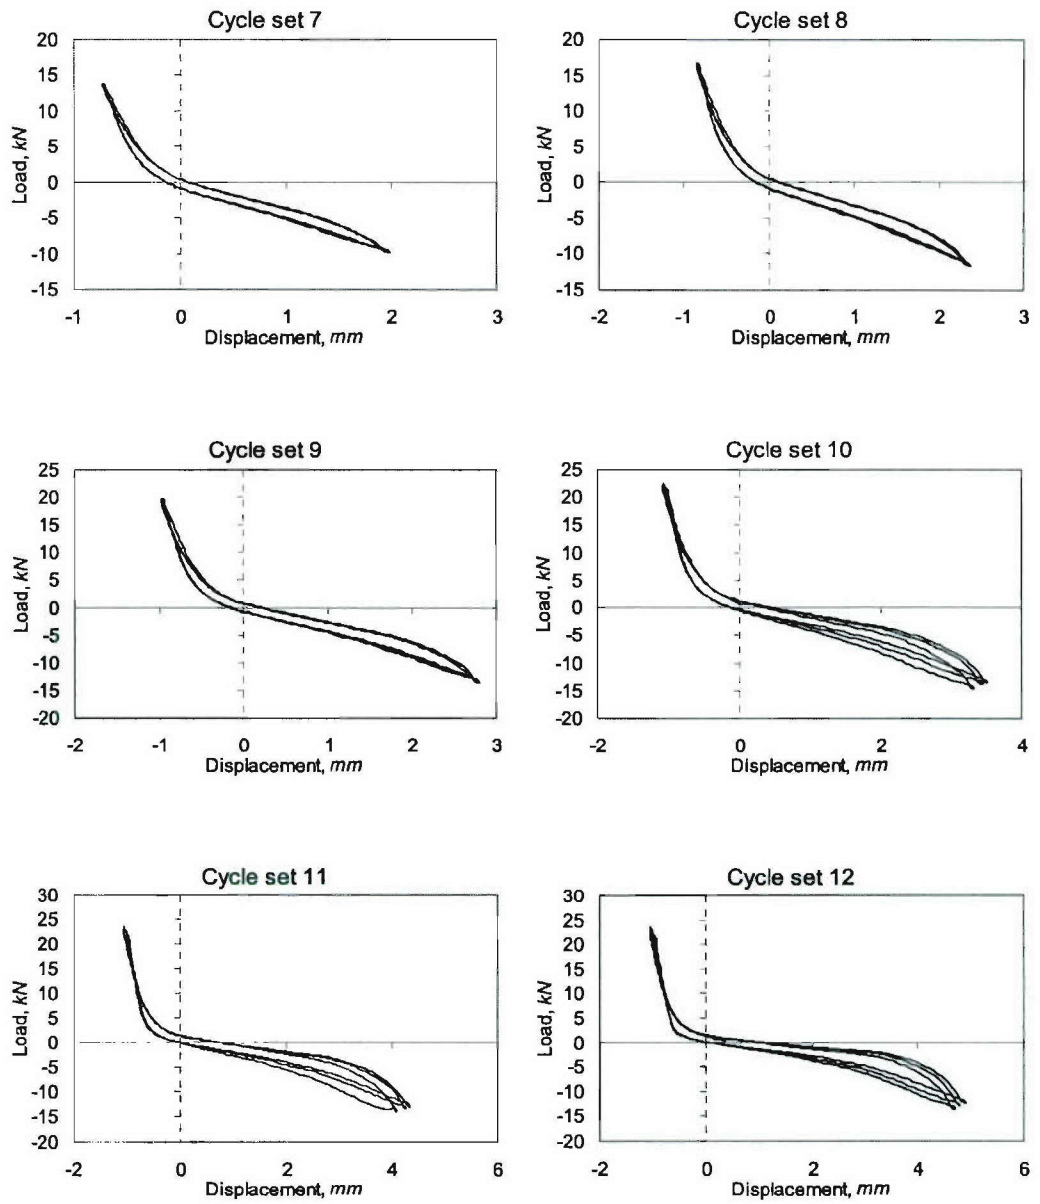 Cycle set 7
20
15
10
5
0
-5
-10
-15
Load, kN
-1 0 1 2 3
Displacement, mm
Cycle set 8
20
15
10
5
0
-5
-10
-15
Load, kN
-2 -1 0 1 2 3
Displacement, mm
Cycle set 9
25
20
15
10
5
0
-5
-10
-15
-20
Load, kN
-2 -1 0 1 2 3
Displacement, mm
Cycle set 10
25
20
15
10
5
0
-5
-10
-15
-20
Load, kN
-2 0 2 4
Displacement, mm
Cycle set 11
30
25
20
15
10
5
0
-5
-10
-15
-20
Load, kN
-2 0 2 4 6
Displacement, mm
Cycle set 12
30
25
20
15
10
5
0
-5
-10
-15
-20
Load, kN
-2 0 2 4 6
Displacement, mm